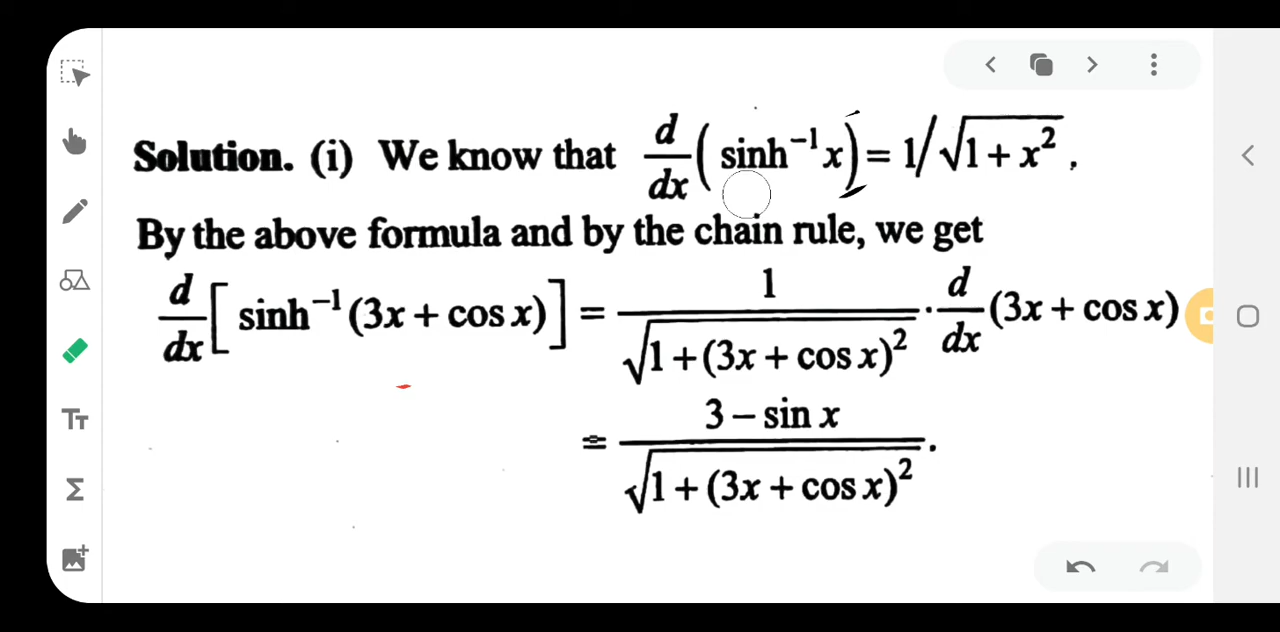 Solution. (i) We know that d/dx ( sinh⁻¹ x ) = 1/√(1 + x²) .
By the above formula and by the chain rule, we get
d/dx [ sinh⁻¹ (3x + cos x) ] = 1/√(1 + (3x + cos x)²) · d/dx (3x + cos x)
= (3 – sin x)/√(1 + (3x + cos x)²) .
TT
Σ